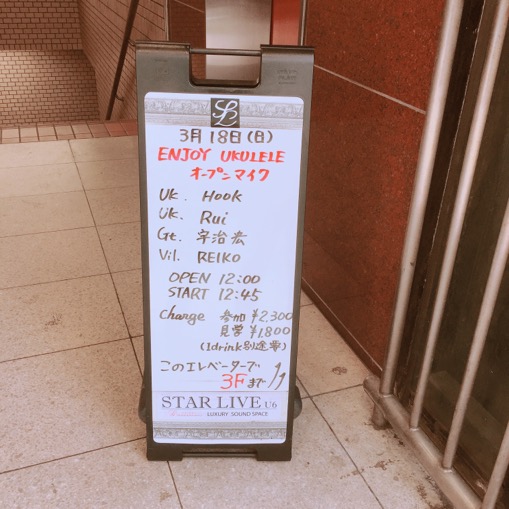 SL
3月18日(日)
ENJOY UKULELE
オープンマイク
Uk. Hook
Uk. Rui
Gt. 宇治宏
Vil. REIKO
OPEN 12:00
START 12:45
Charge 参加 ¥2,300
見学 ¥1,800
(1drink別途要)
このエレベーターで
3Fまで
STAR LIVE U6
LUXURY SOUND SPACE